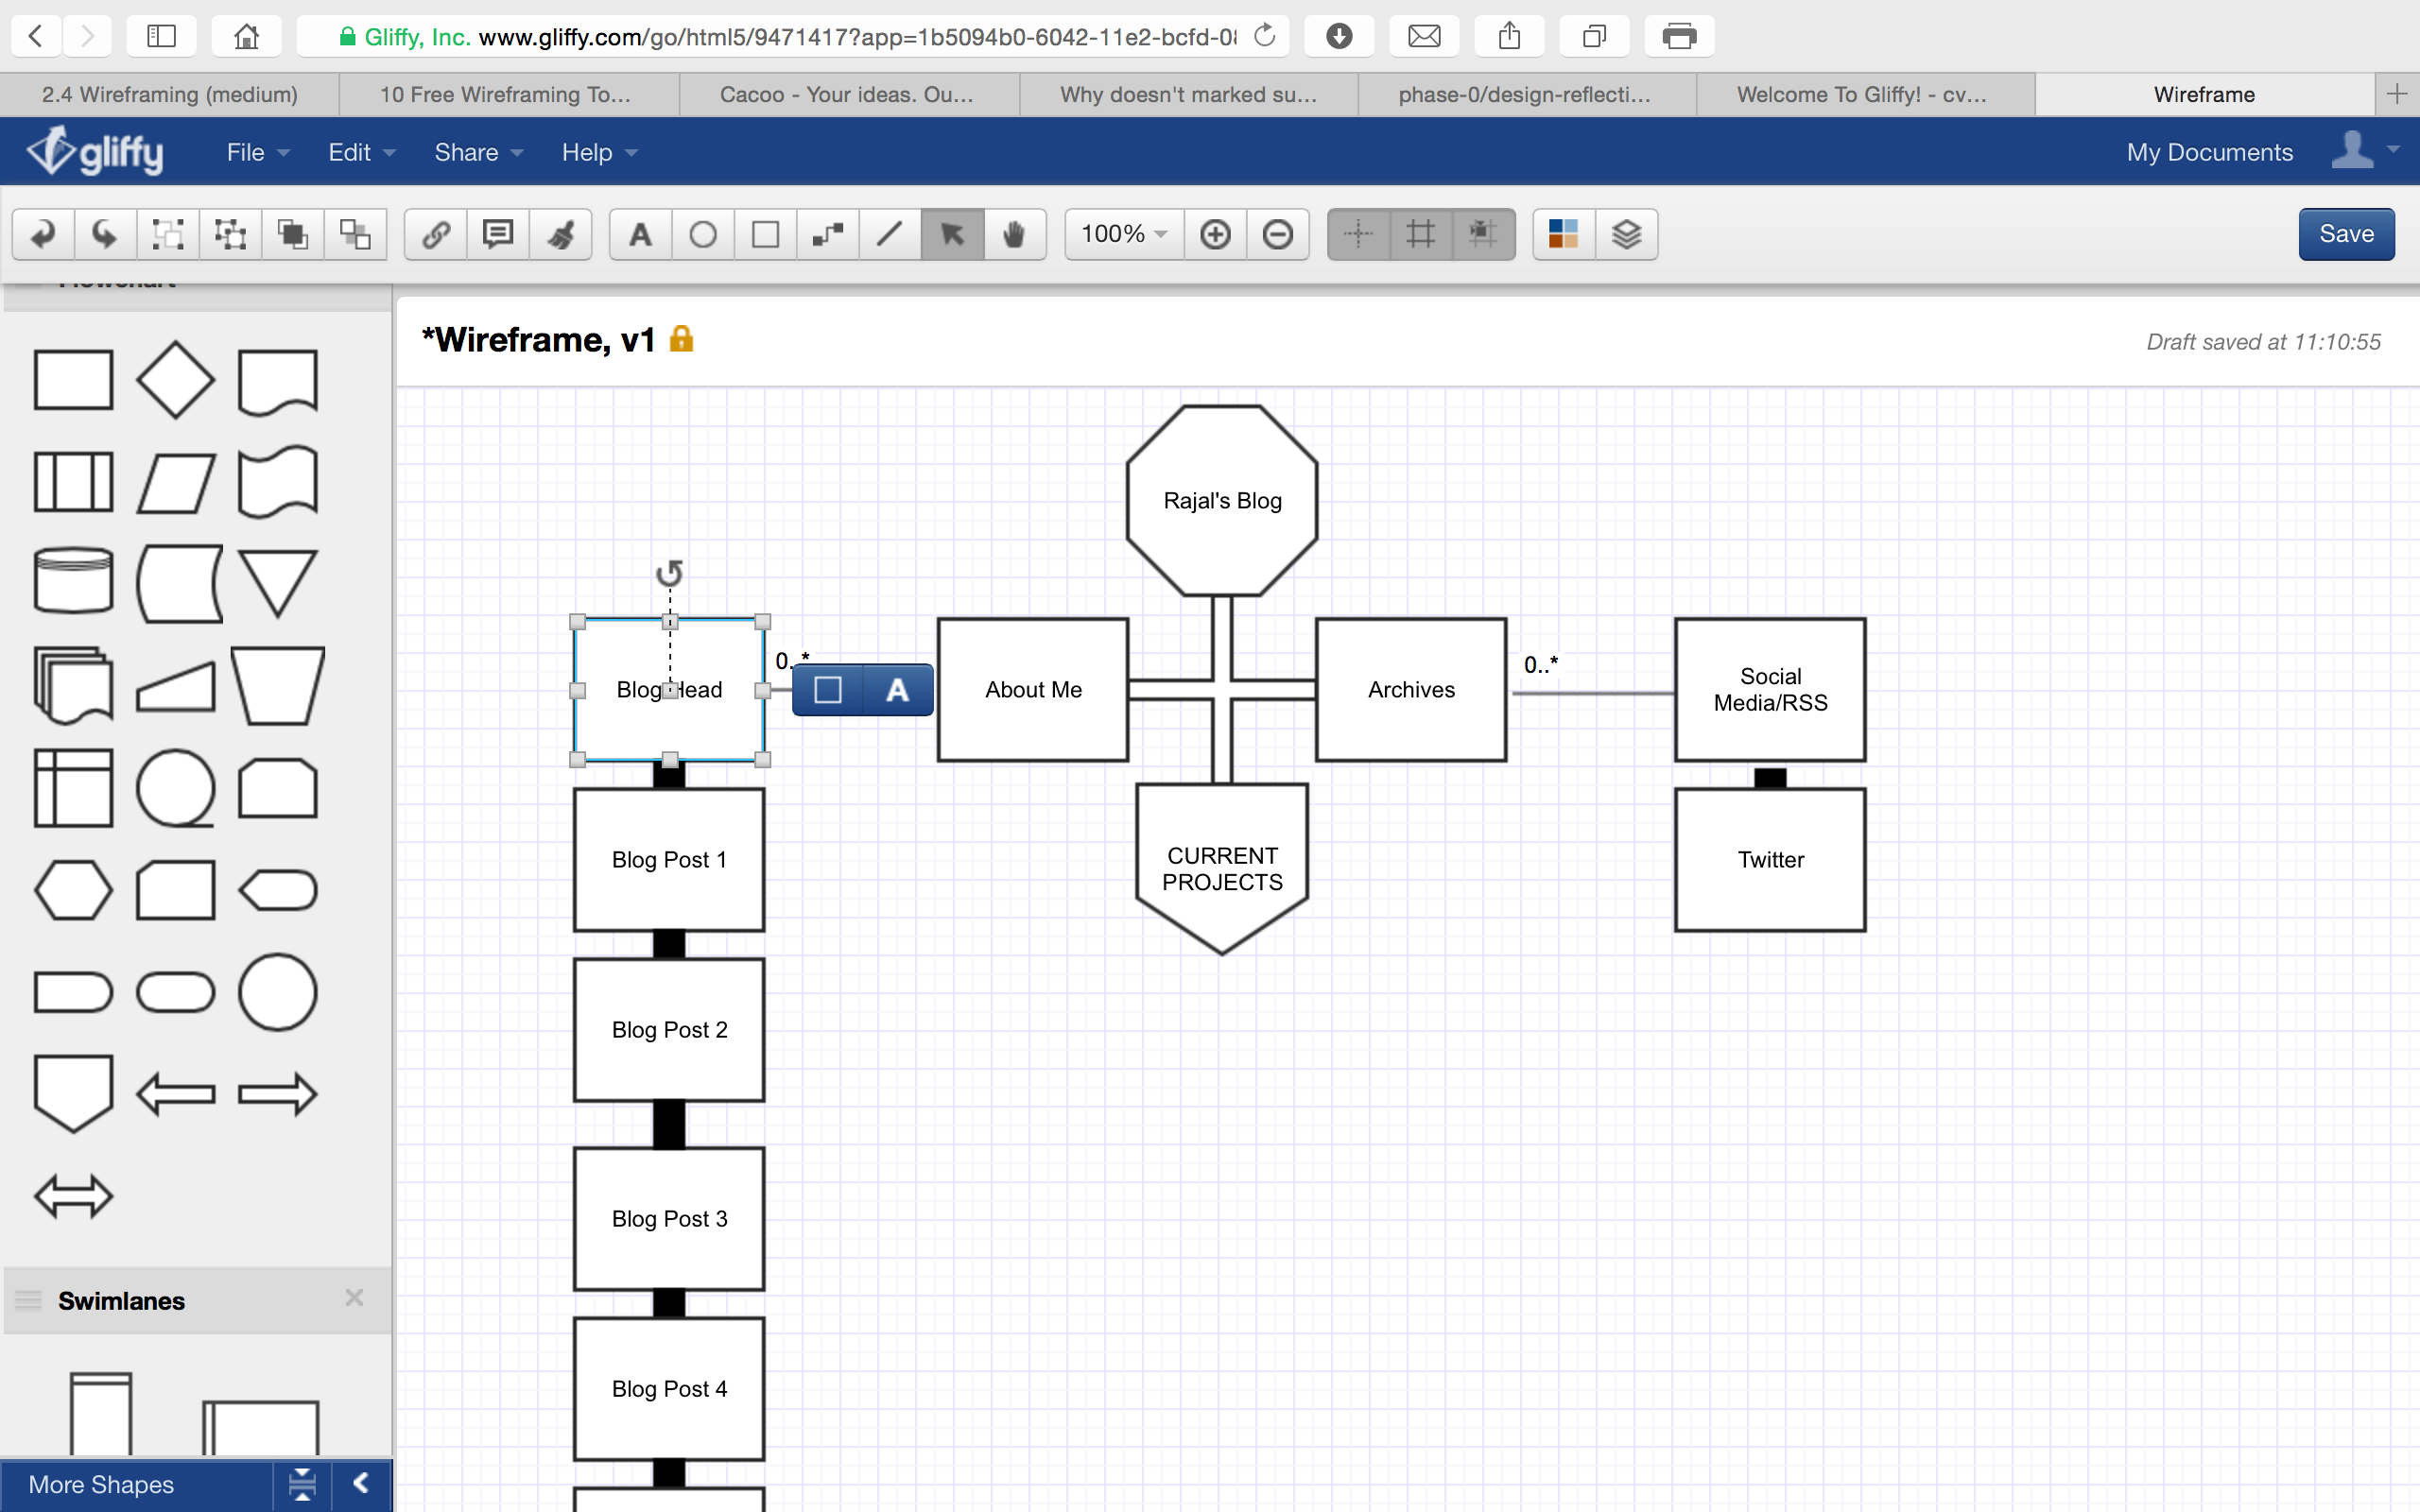 Gliffy, Inc. www.gliffy.com/go/html5/9471417?app=1b5094b0-6042-11e2-bcfd-0
2.4 Wireframing (medium)
10 Free Wireframing To...
Cacoo - Your ideas. Ou...
Why doesn't marked su...
phase-0/design-reflecti...
Welcome To Gliffy! - cv...
Wireframe
gliffy
File
Edit
Share
Help
My Documents
A
100%
Save
Flowchart
*Wireframe, v1
Draft saved at 11:10:55
Rajal's Blog
Blog Head
0..*
A
About Me
Archives
0..*
Social
Media/RSS
Blog Post 1
CURRENT
PROJECTS
Twitter
Blog Post 2
Blog Post 3
Blog Post 4
Swimlanes
More Shapes